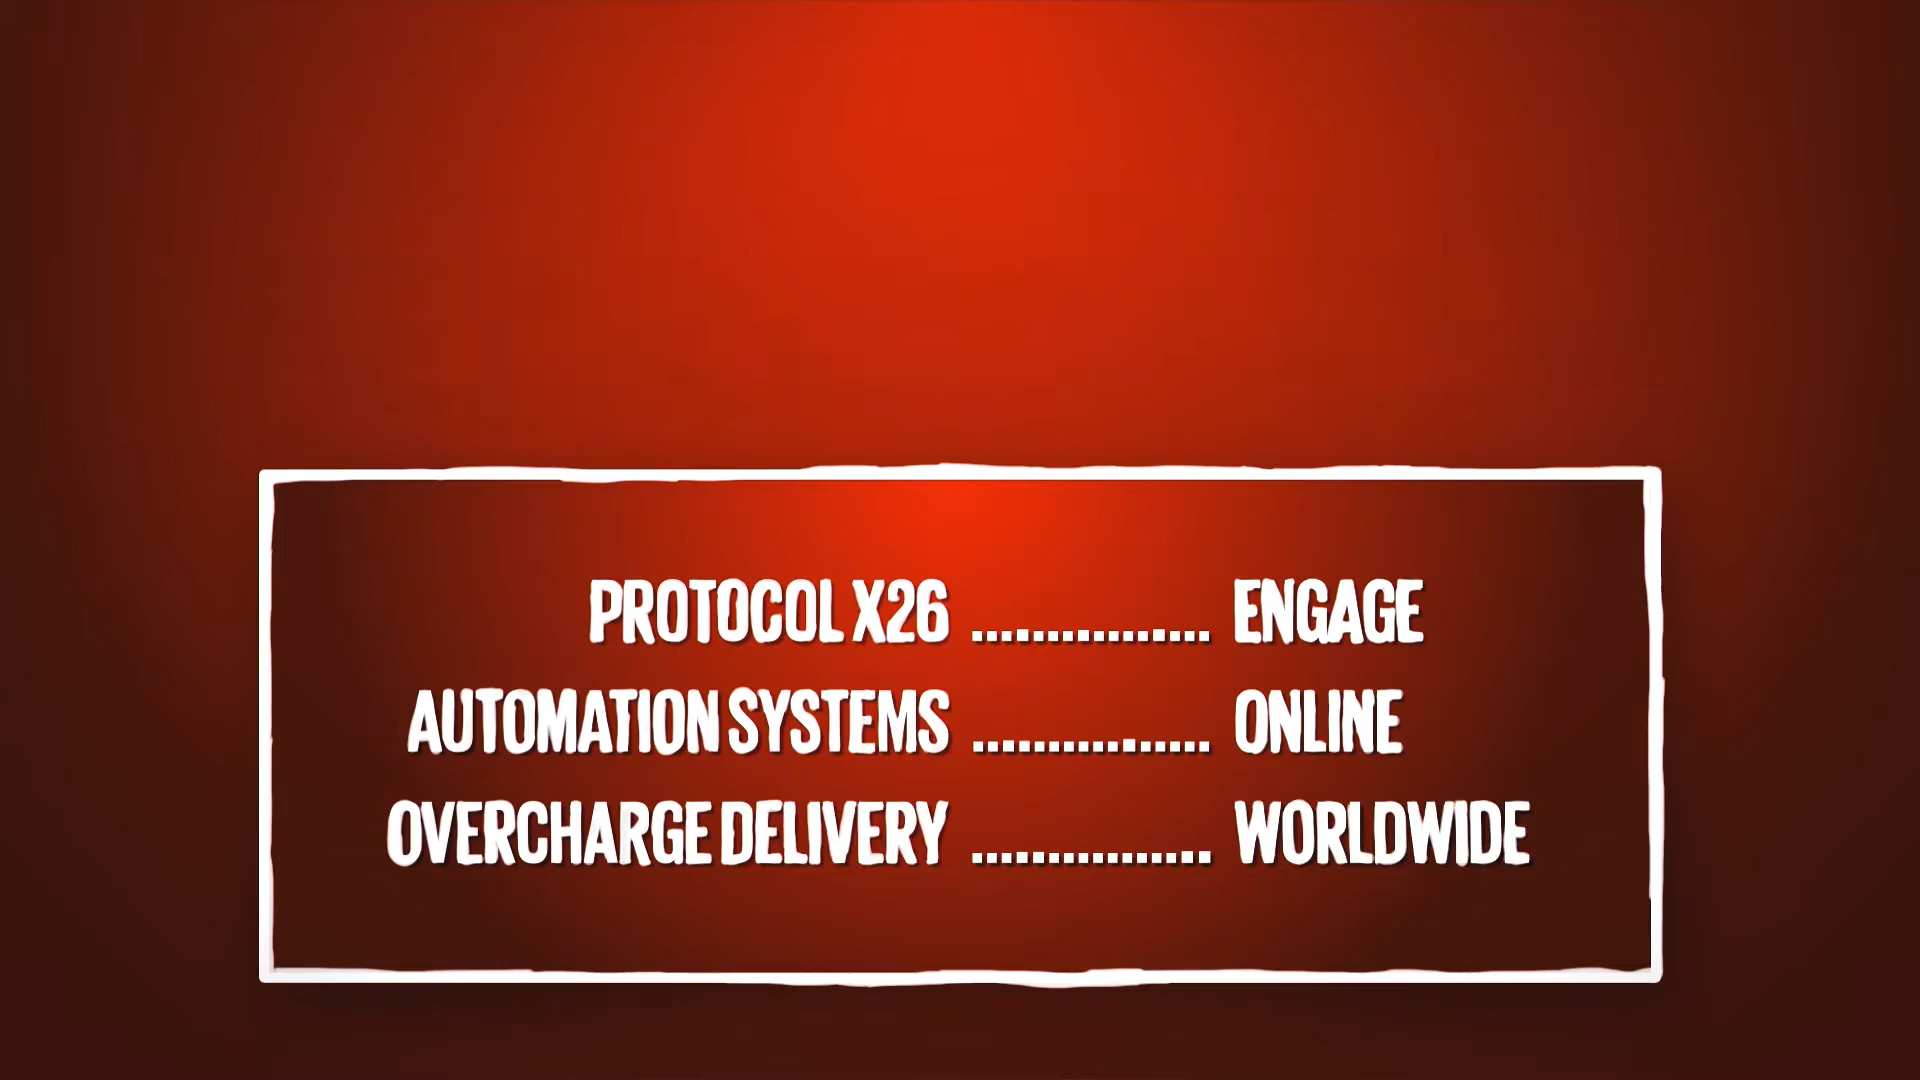 PROTOCOL X26 ................ ENGAGE
AUTOMATION SYSTEMS ................ ONLINE
OVERCHARGE DELIVERY ................ WORLDWIDE